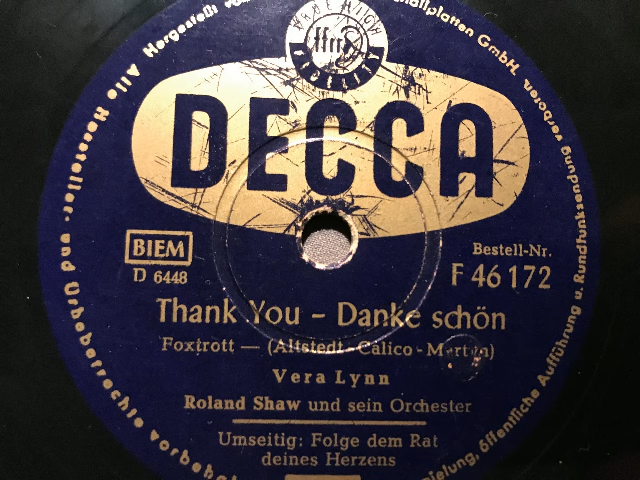 Alle Hersteller- und Urheberrechte
Hergestellt
GmbH.
öffentliche Aufführung u. Rundfunksendung verboten
ffrr
DECCA
BIEM
D 6448
Bestell-Nr.
F 46 172
Thank You – Danke schön
Foxtrott — (Altstedt-Calico-Martin)
Vera Lynn
Roland Shaw und sein Orchester
Umseitig: Folge dem Rat
deines Herzens